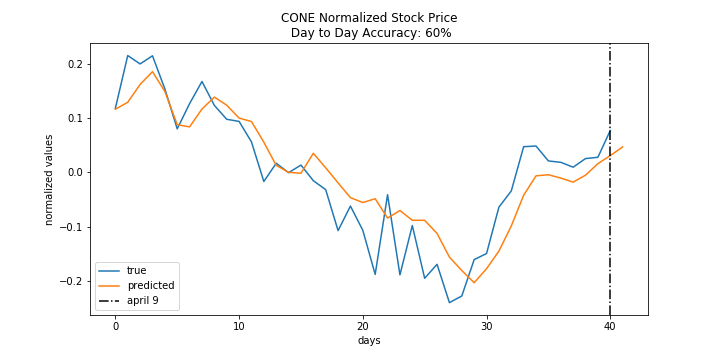 CONE Normalized Stock Price
Day to Day Accuracy: 60%
0.2
0.1
0.0
−0.1
−0.2
normalized values
true
predicted
april 9
0 10 20 30 40
days